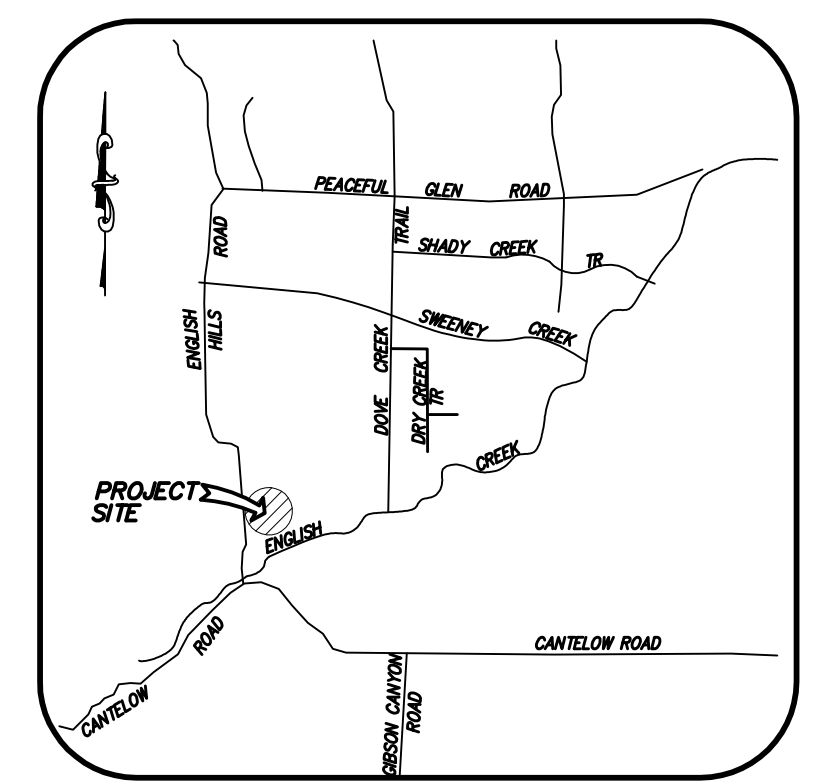 PEACEFUL GLEN ROAD
ROAD
TRAIL
SHADY CREEK TR
ENGLISH
HILLS
SWEENEY CREEK
DOVE CREEK
DRY CREEK
TR
CREEK
PROJECT
SITE
ENGLISH
ROAD
CANTELOW ROAD
CANTELOW
GIBSON CANYON
ROAD